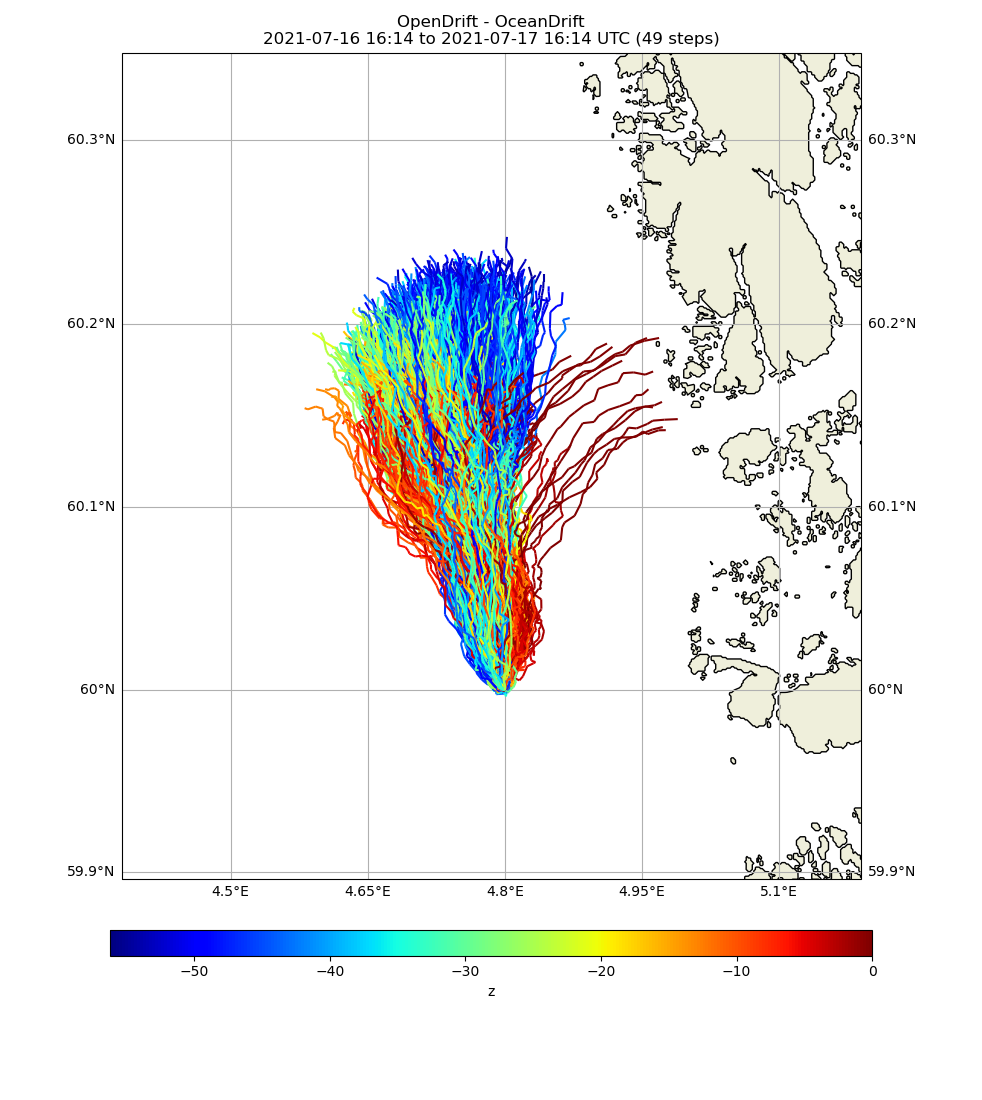 OpenDrift - OceanDrift
2021-07-16 16:14 to 2021-07-17 16:14 UTC (49 steps)
60.3°N 60.3°N
60.2°N 60.2°N
60.1°N 60.1°N
60°N 60°N
59.9°N 59.9°N
4.5°E 4.65°E 4.8°E 4.95°E 5.1°E
−50 −40 −30 −20 −10 0
z